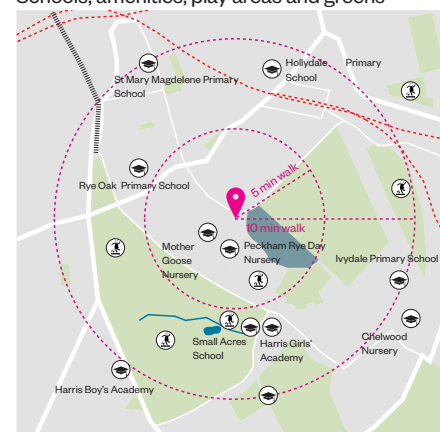 Schools, amenities, play areas and greens
St Mary Magdelene Primary
School
Hollydale Primary
School
Rye Oak Primary School
5 min walk
10 min walk
Mother
Goose
Nursery
Peckham Rye Day
Nursery
Ivydale Primary School
Small Acres
School
Harris Girls'
Academy
Chelwood
Nursery
Harris Boy's Academy